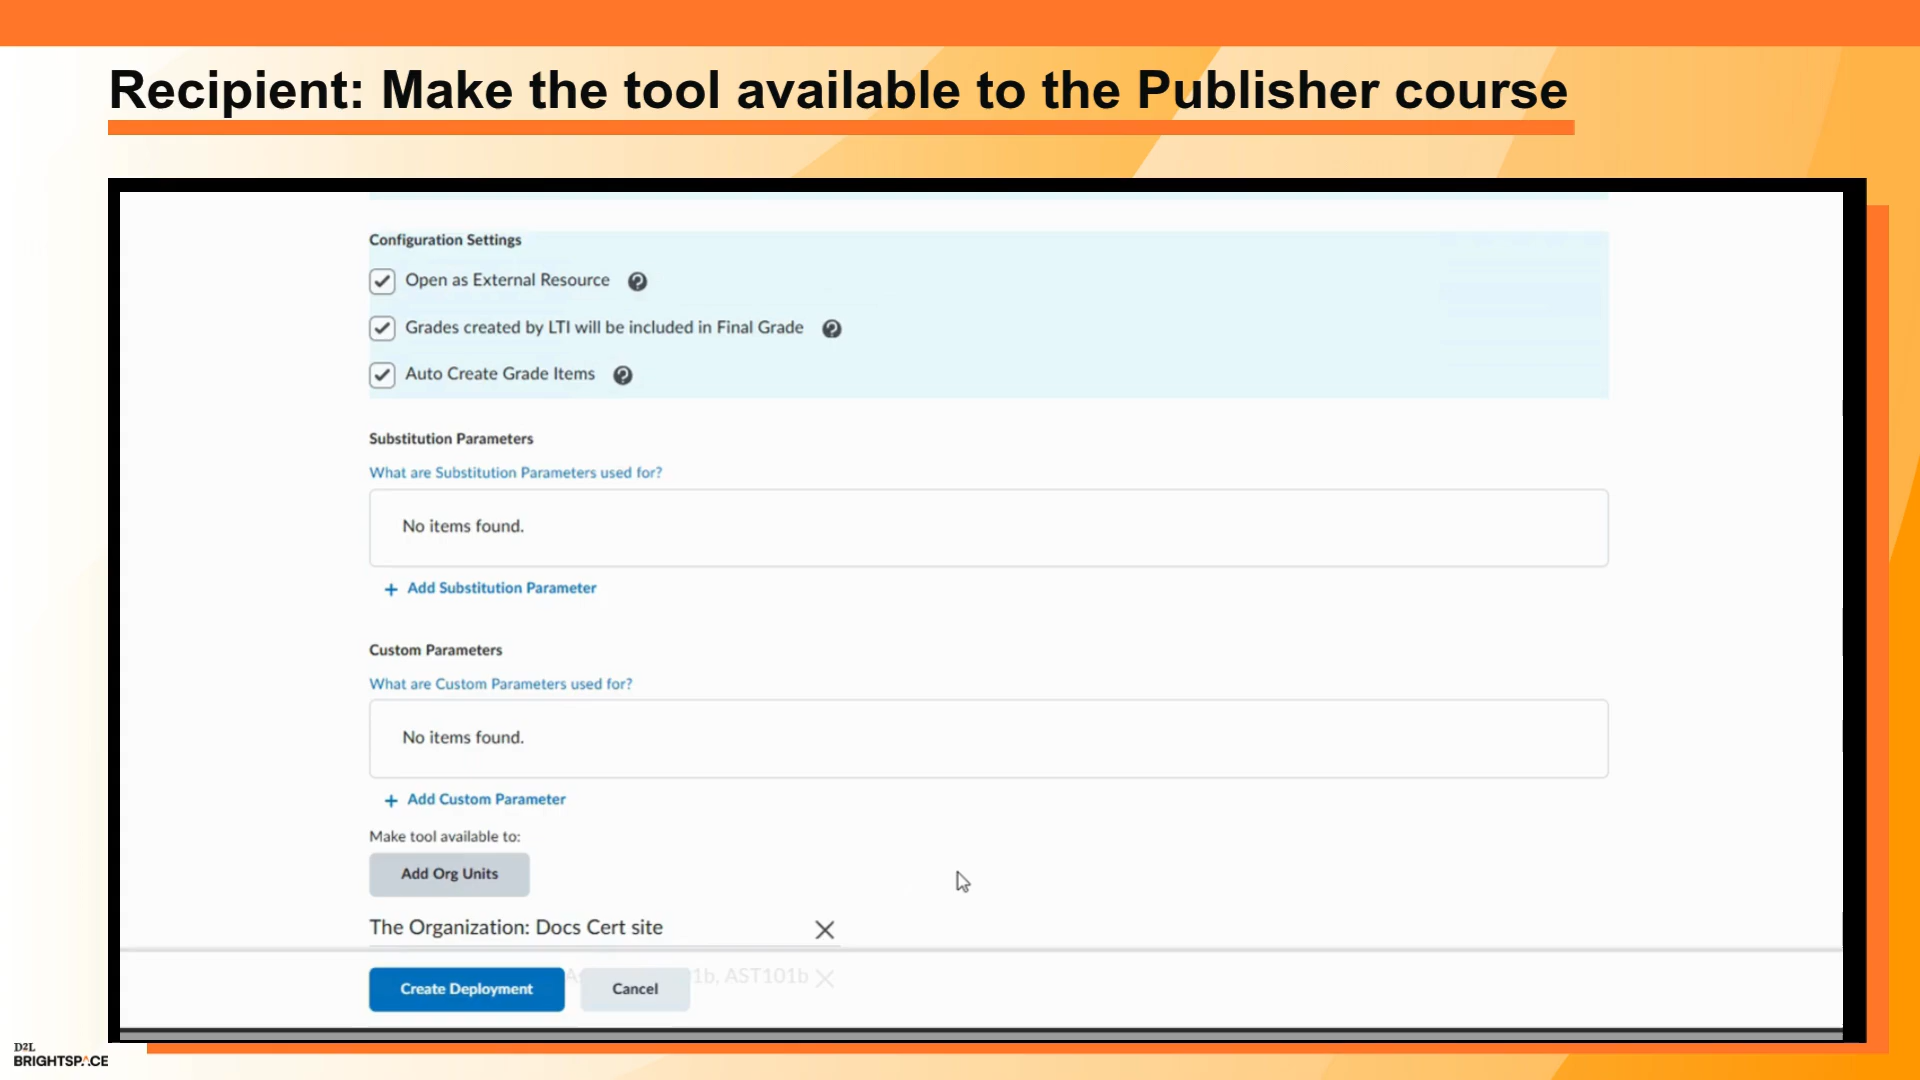 Recipient: Make the tool available to the Publisher course
Configuration Settings
Open as External Resource
Grades created by LTI will be included in Final Grade
Auto Create Grade Items
Substitution Parameters
What are Substitution Parameters used for?
No items found.
+ Add Substitution Parameter
Custom Parameters
What are Custom Parameters used for?
No items found.
+ Add Custom Parameter
Make tool available to:
Add Org Units
The Organization: Docs Cert site
1b, AST101b
Create Deployment
Cancel
D2L
BRIGHTSPACE